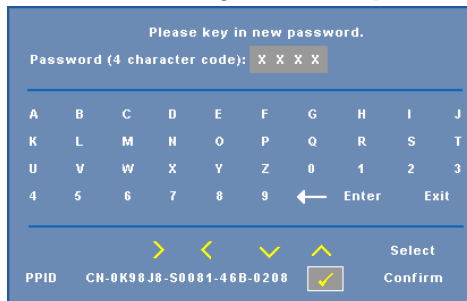 Please key in new password.
Password (4 character code): X X X X
A B C D E F G H I J
K L M N O P Q R S T
U V W X Y Z 0 1 2 3
4 5 6 7 8 9 ← Enter Exit
Select
PPID CN-0K98J8-S0081-46B-0208 ✓ Confirm